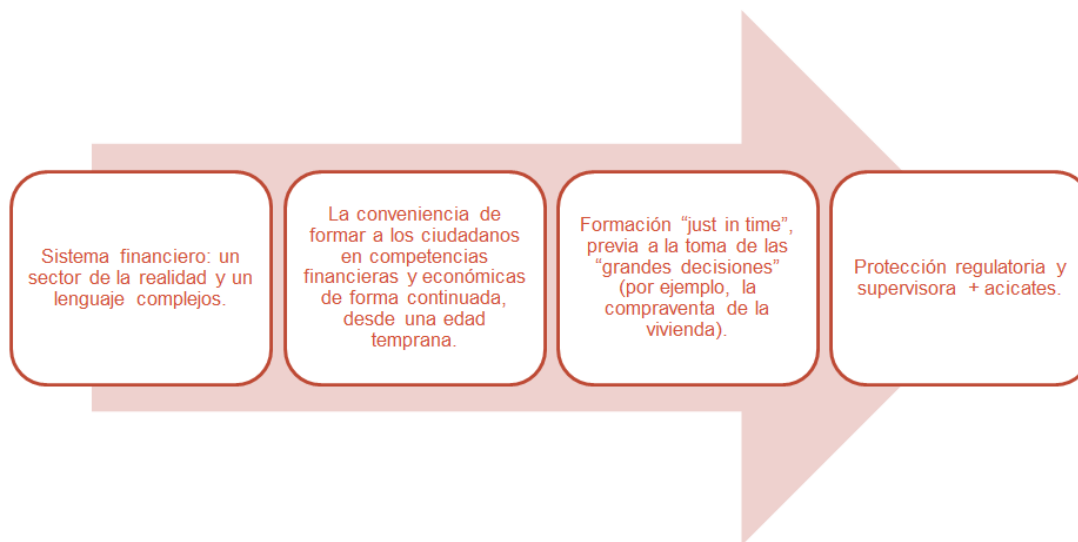 Sistema financiero: un
sector de la realidad y un
lenguaje complejos.
La conveniencia de
formar a los ciudadanos
en competencias
financieras y económicas
de forma continuada,
desde una edad
temprana.
Formación “just in time”,
previa a la toma de las
“grandes decisiones”
(por ejemplo, la
compraventa de la
vivienda).
Protección regulatoria y
supervisora + acicates.